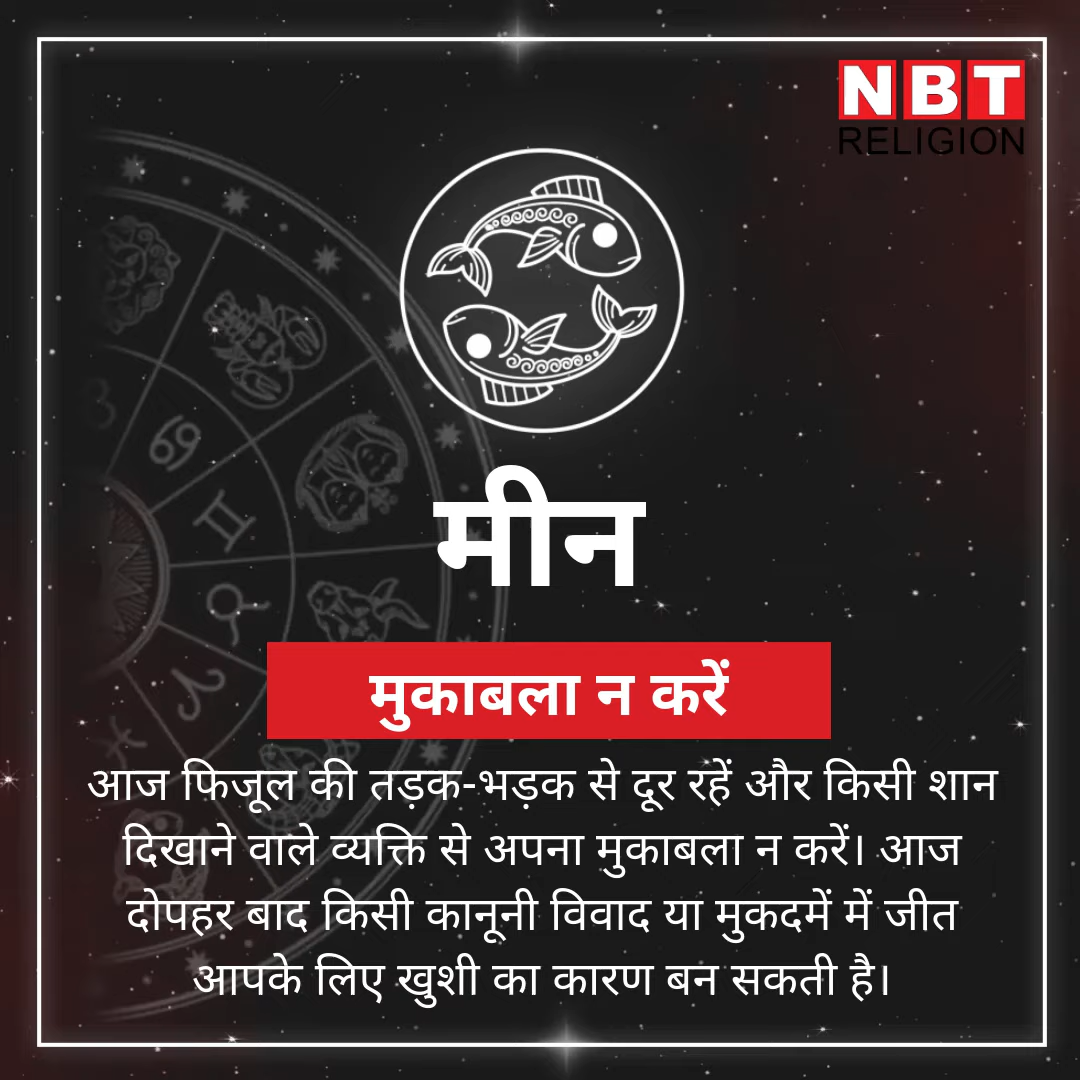 NBT
RELIGION
मीन
मुकाबला न करें
आज फिजूल की तड़क-भड़क से दूर रहें और किसी शान
दिखाने वाले व्यक्ति से अपना मुकाबला न करें। आज
दोपहर बाद किसी कानूनी विवाद या मुकदमें में जीत
आपके लिए खुशी का कारण बन सकती है।